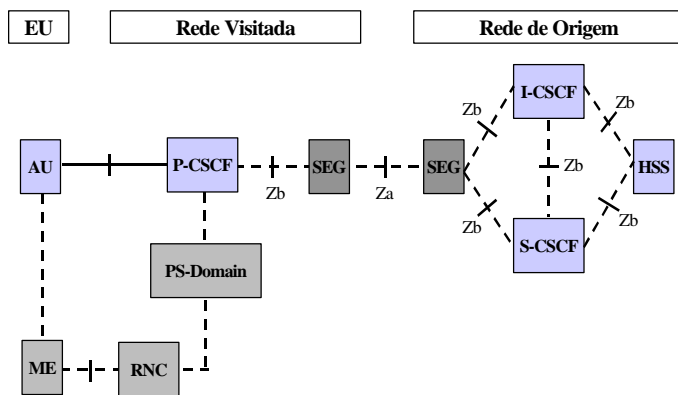 EU
Rede Visitada
Rede de Origem
I-CSCF
Zb
Zb
AU
P-CSCF
SEG
SEG
Zb
HSS
Zb
Za
Zb
Zb
S-CSCF
PS-Domain
ME
RNC